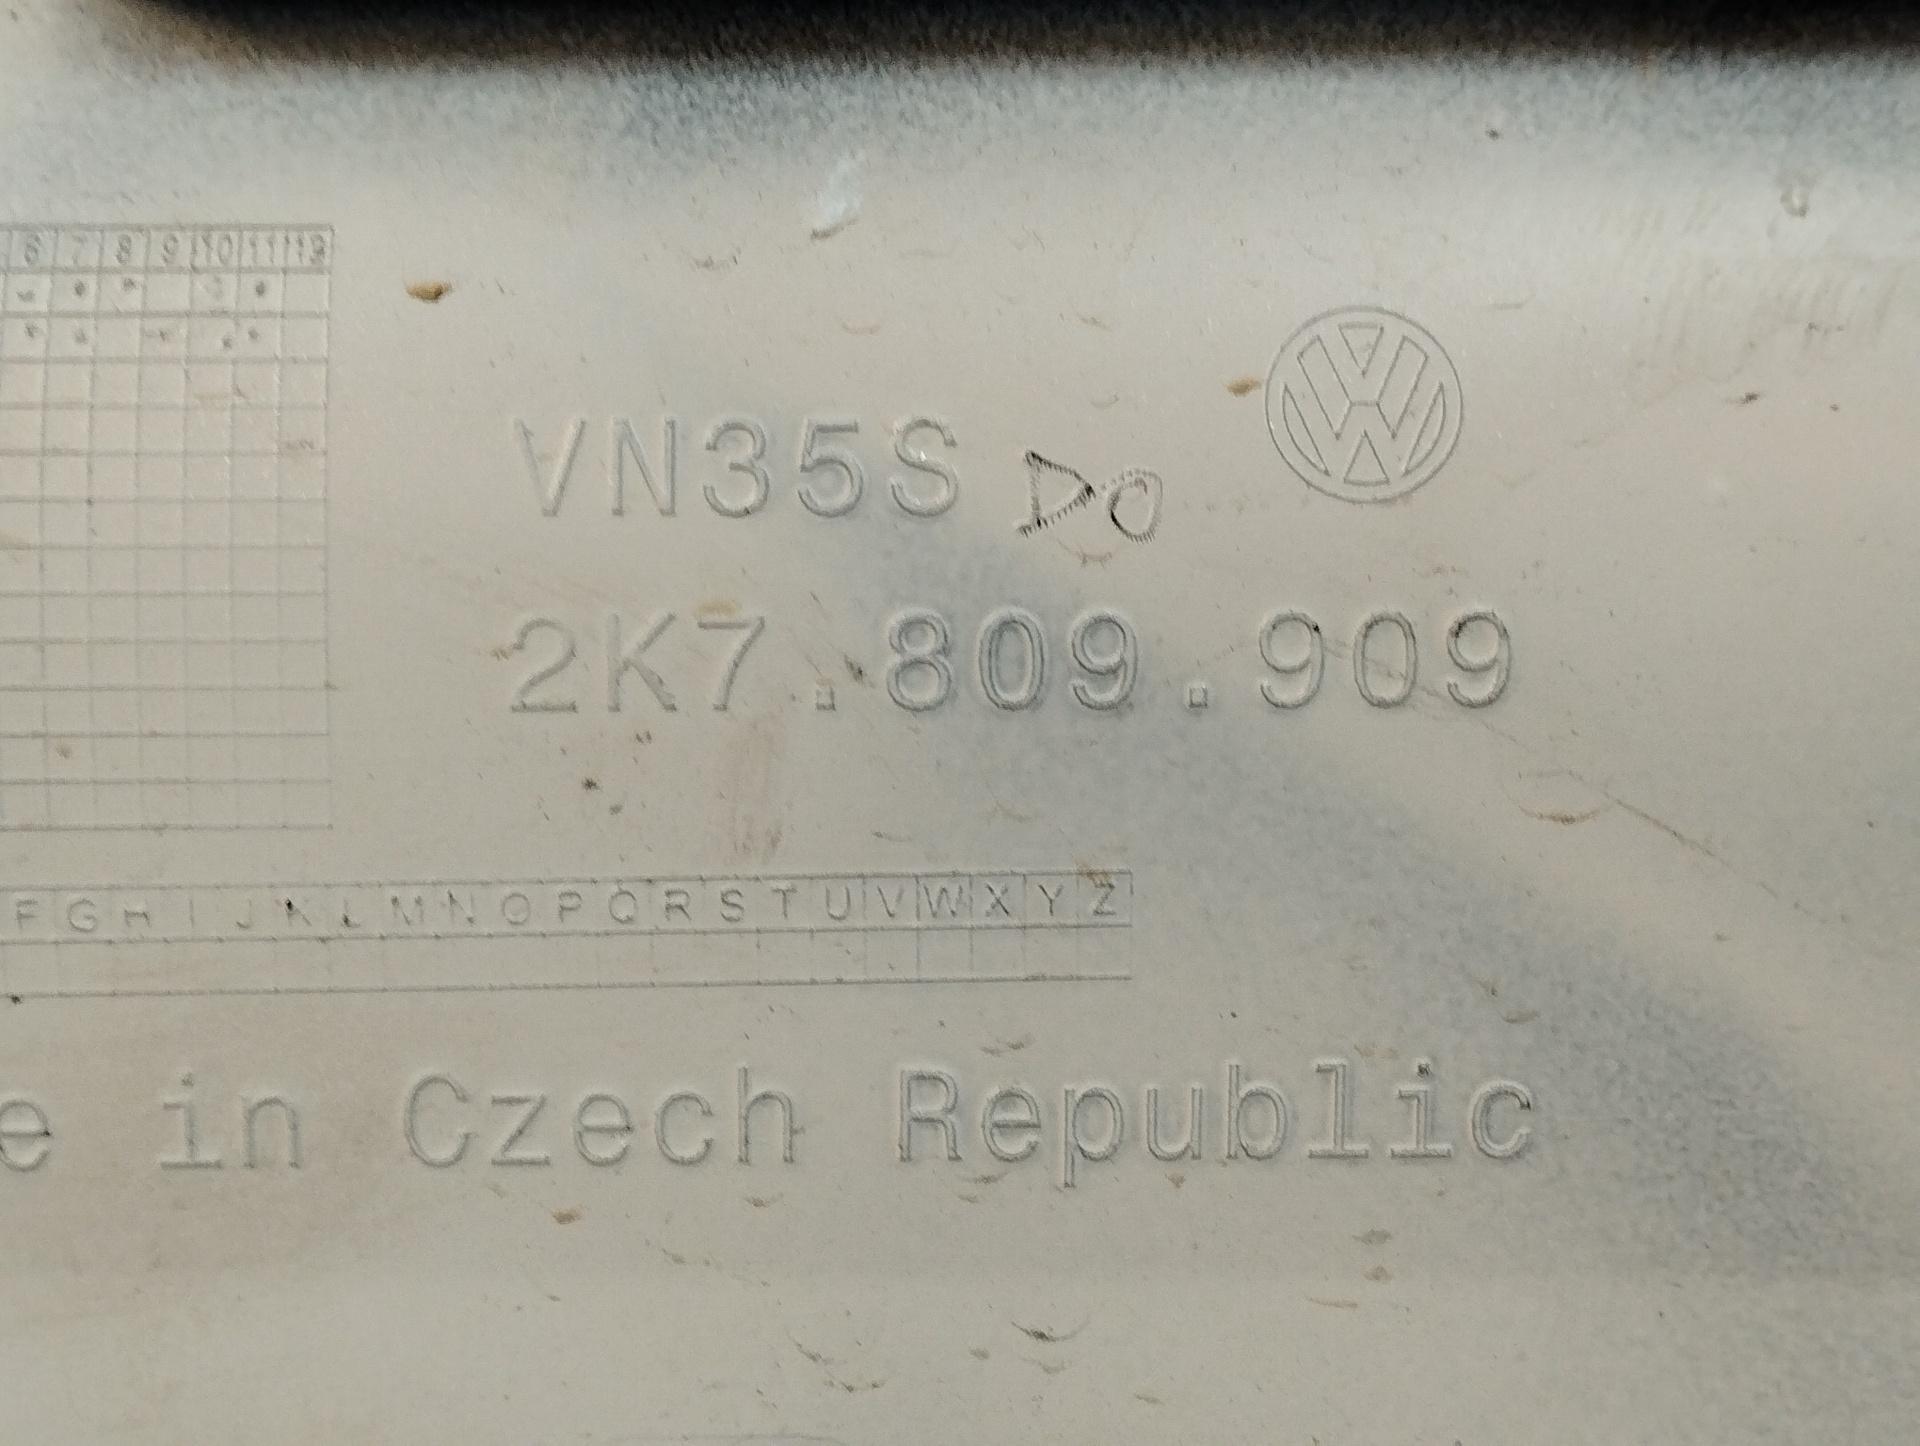 6 7 8 9 10 11 12
VN35S DO
2K7.809.909
F G H I J K L M N O P Q R S T U V W X Y Z
e in Czech Republic